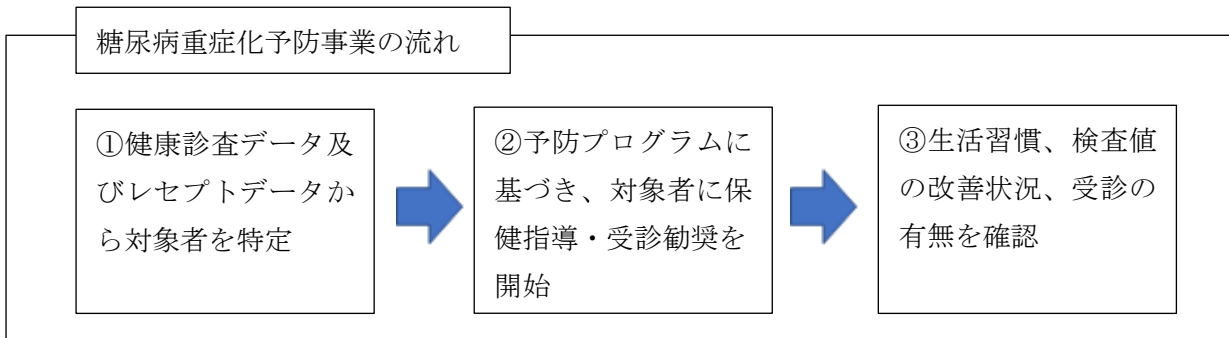 糖尿病重症化予防事業の流れ
①健康診査データ及
びレセプトデータか
ら対象者を特定
②予防プログラムに
基づき、対象者に保
健指導・受診勧奨を
開始
③生活習慣、検査値
の改善状況、受診の
有無を確認